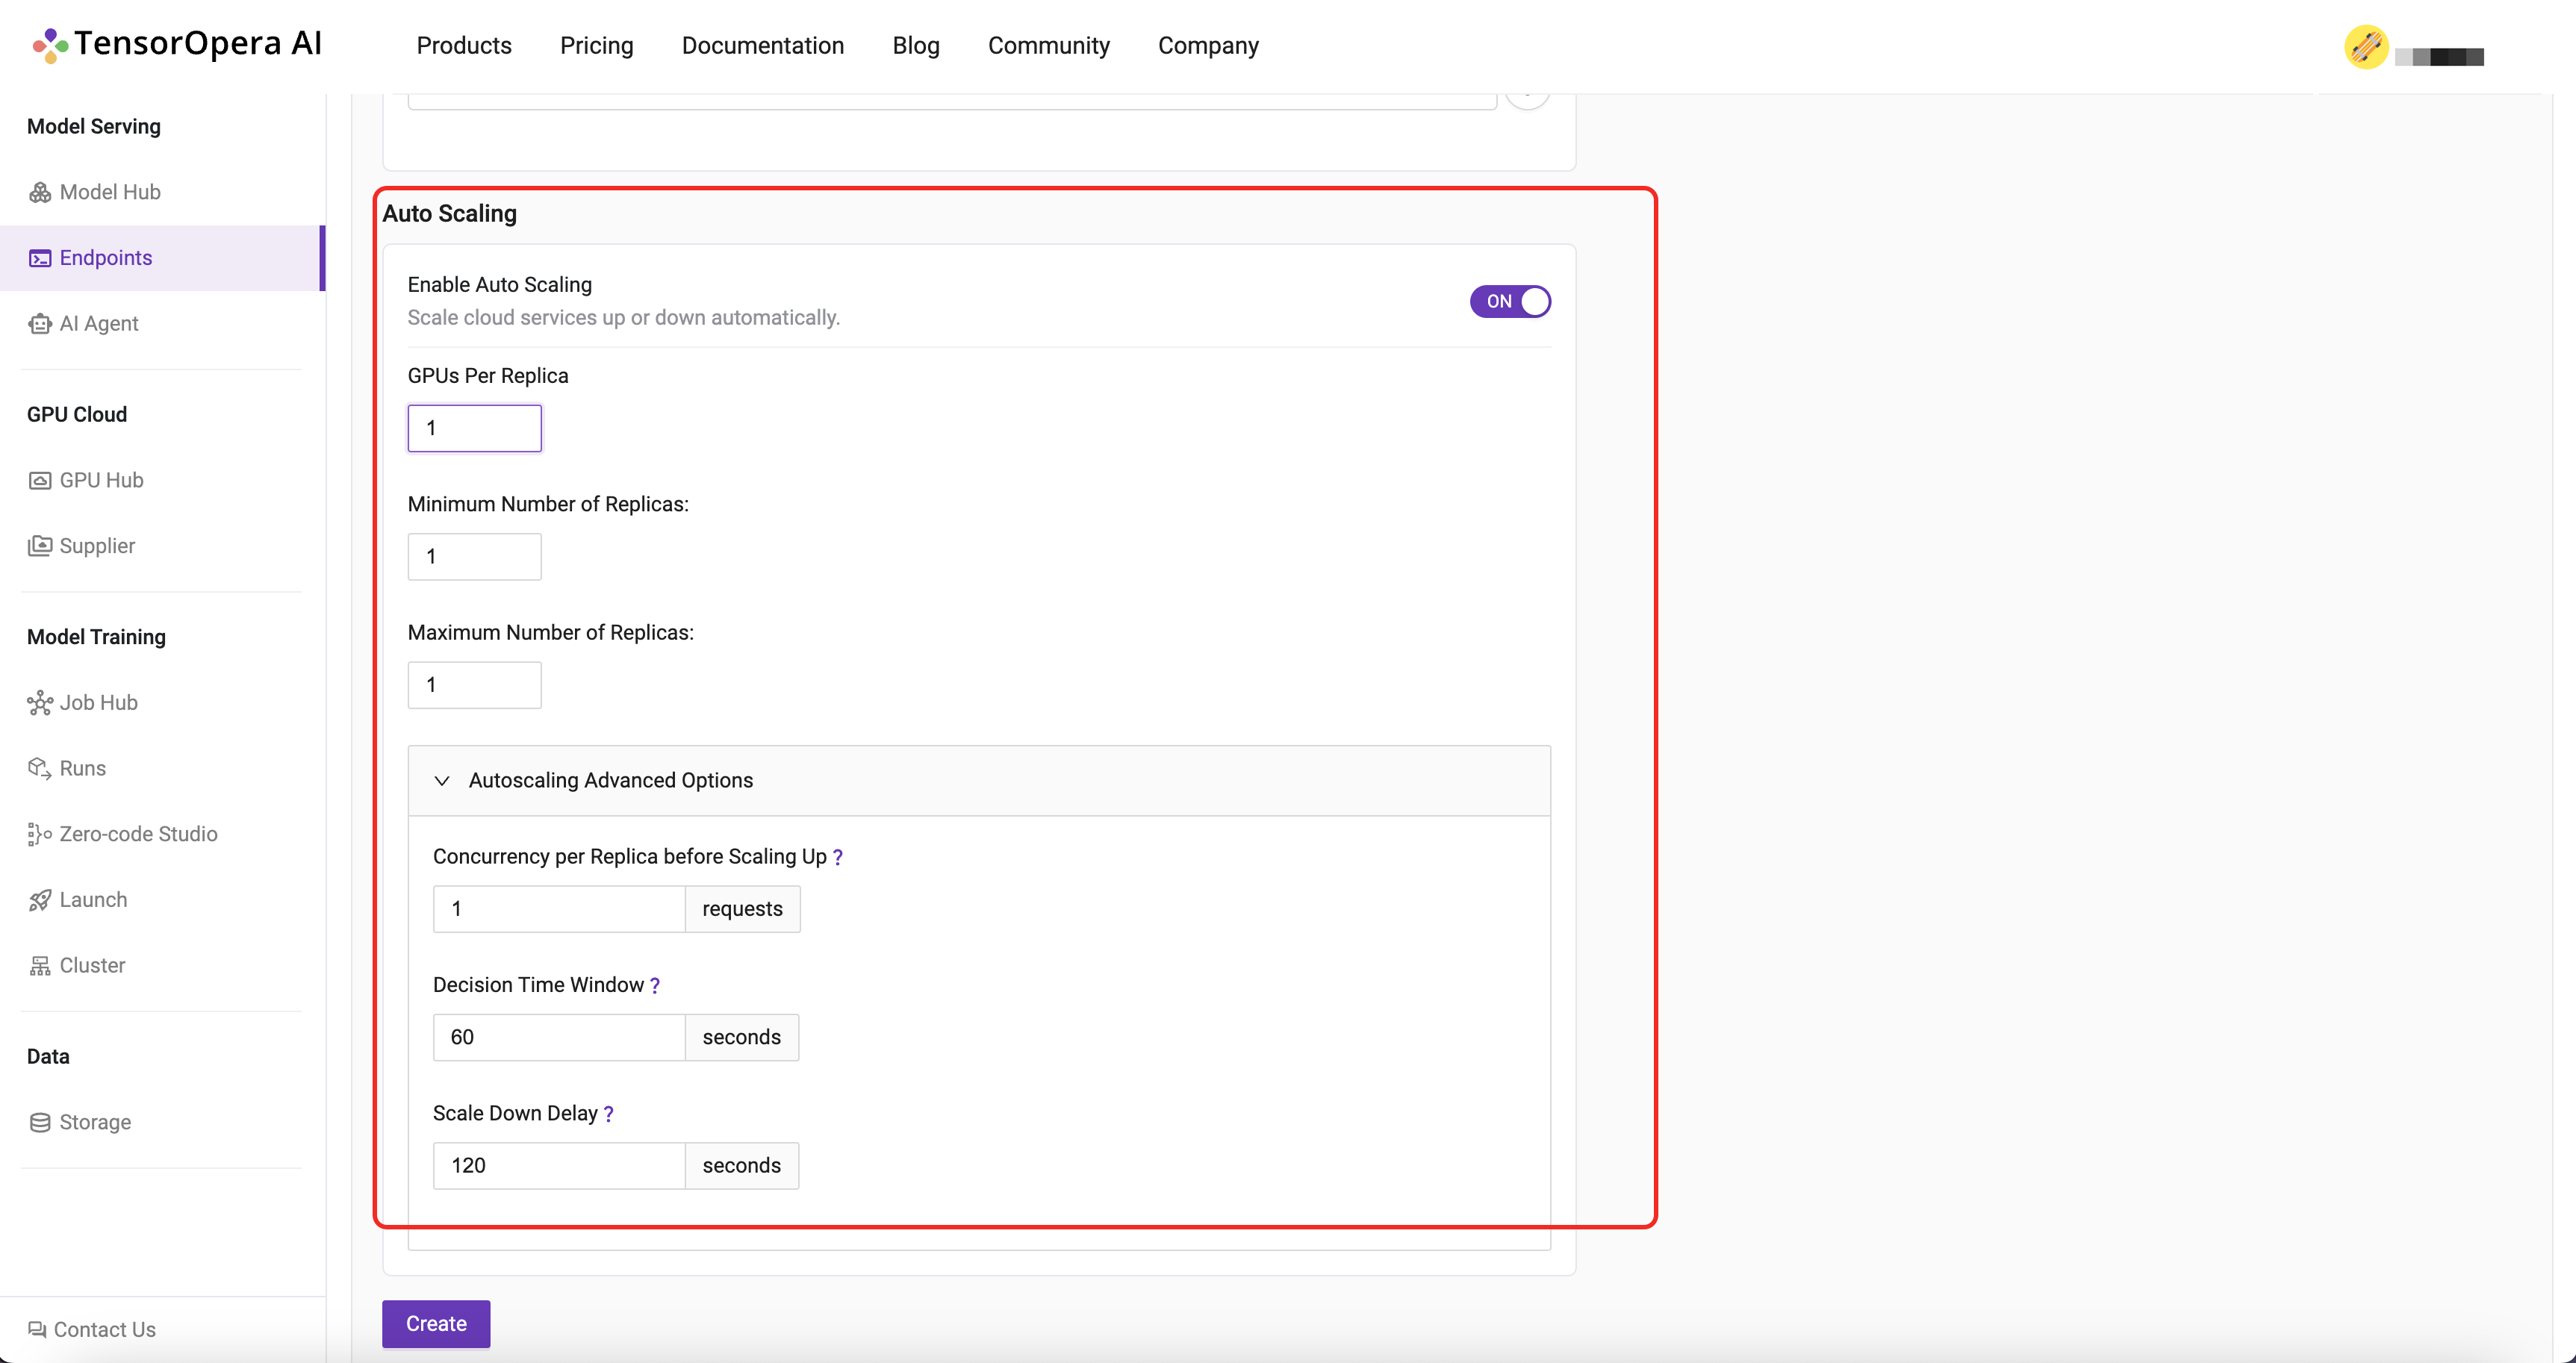 TensorOpera AI
Products Pricing Documentation Blog Community Company
Model Serving
Model Hub
Endpoints
AI Agent
GPU Cloud
GPU Hub
Supplier
Model Training
Job Hub
Runs
Zero-code Studio
Launch
Cluster
Data
Storage
Contact Us
Auto Scaling
Enable Auto Scaling
ON
Scale cloud services up or down automatically.
GPUs Per Replica
1
Minimum Number of Replicas:
1
Maximum Number of Replicas:
1
Autoscaling Advanced Options
Concurrency per Replica before Scaling Up ?
1 requests
Decision Time Window ?
60 seconds
Scale Down Delay ?
120 seconds
Create